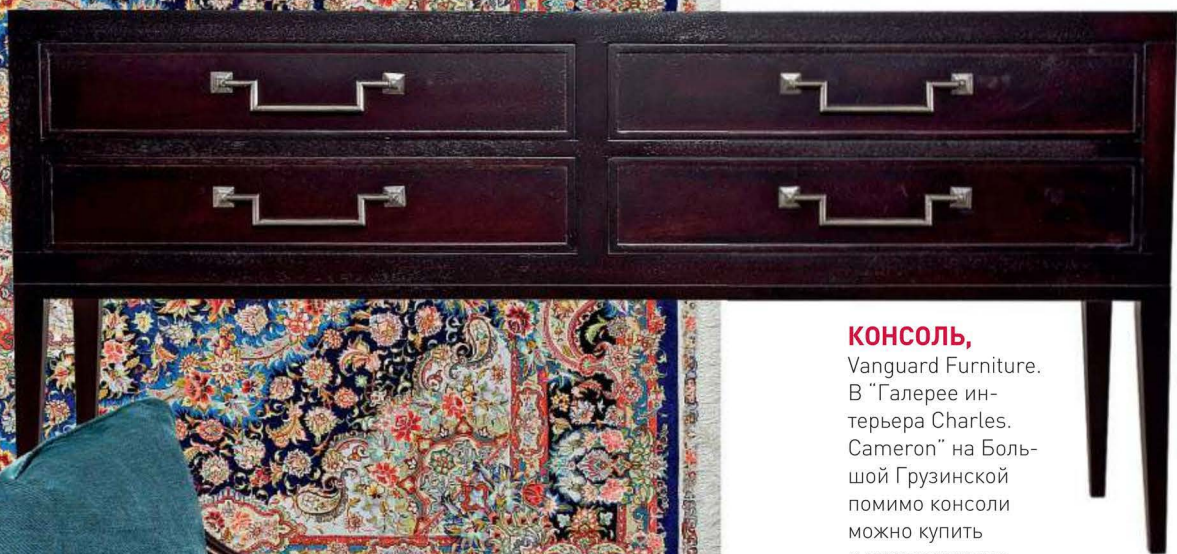 КОНСОЛЬ,
Vanguard Furniture.
В “Галерее ин-
терьера Charles.
Cameron” на Боль-
шой Грузинской
помимо консоли
можно купить